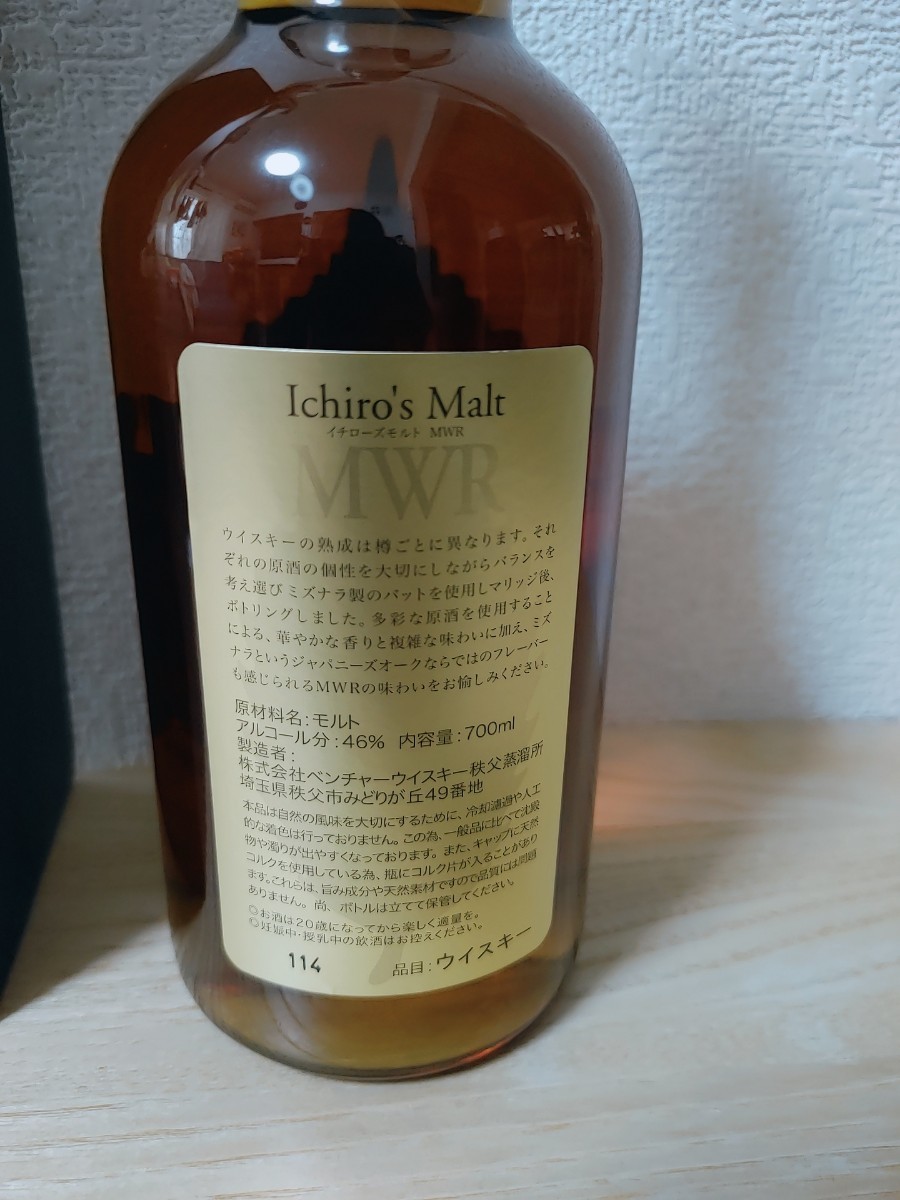 Ichiro's Malt
イチローズモルト MWR
MWR
ウイスキーの熟成は樽ごとに異なります。それ
ぞれの原酒の個性を大切にしながらバランスを
考え選びミズナラ製のバットを使用しマリッジ後、
ボトリングしました。多彩な原酒を使用すること
による、華やかな香りと複雑な味わいに加え、ミズ
ナラというジャパニーズオークならではのフレーバー
も感じられるMWRの味わいをお愉しみください。
原材料名:モルト
アルコール分:46% 内容量:700ml
製造者:
株式会社ベンチャーウイスキー秩父蒸溜所
埼玉県秩父市みどりが丘49番地
本品は自然の風味を大切にするために、冷却濾過や人工
的な着色は行っておりません。この為、一般品に比べて沈殿
物や濁りが出やすくなっております。また、キャップに天然
コルクを使用している為、瓶にコルク片が入ることがあり
ます。これらは、旨み成分や天然素材ですので品質には問題
ありません。尚、ボトルは立てて保管してください。
◎お酒は20歳になってから楽しく適量を。
◎妊娠中・授乳中の飲酒はお控えください。
114 品目:ウイスキー